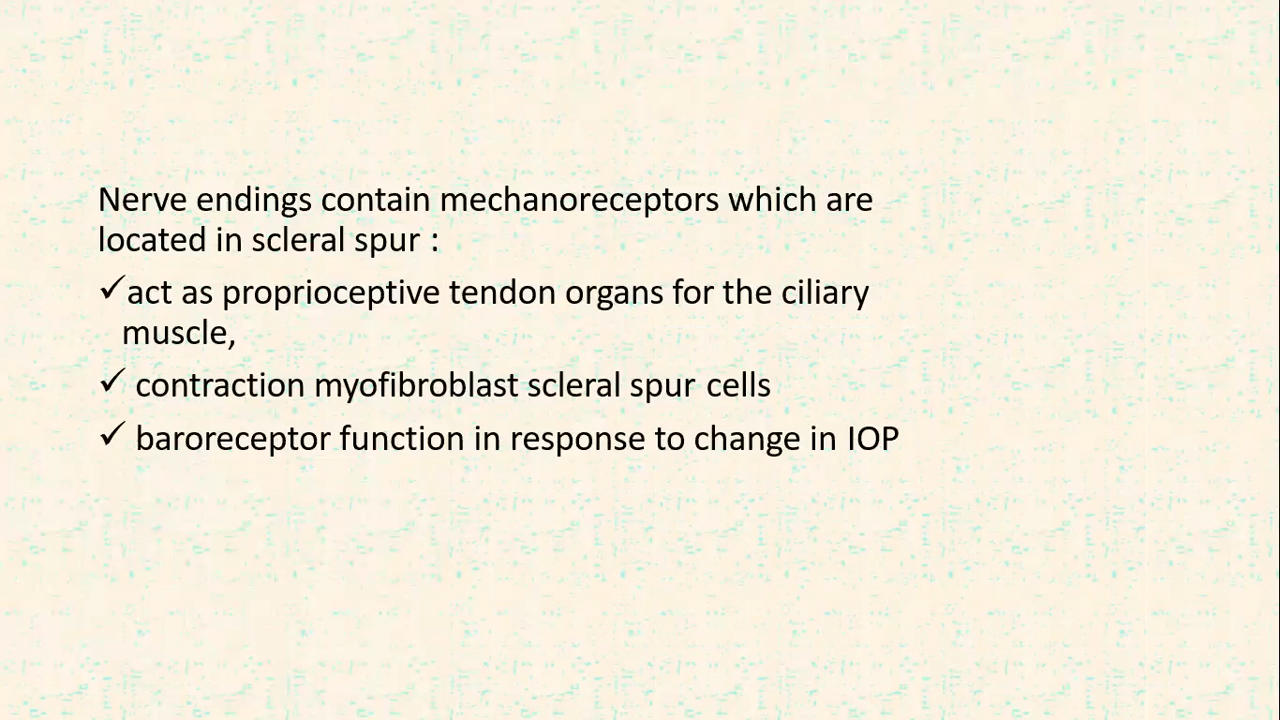 Nerve endings contain mechanoreceptors which are
located in scleral spur :
✓act as proprioceptive tendon organs for the ciliary
muscle,
✓ contraction myofibroblast scleral spur cells
✓ baroreceptor function in response to change in IOP